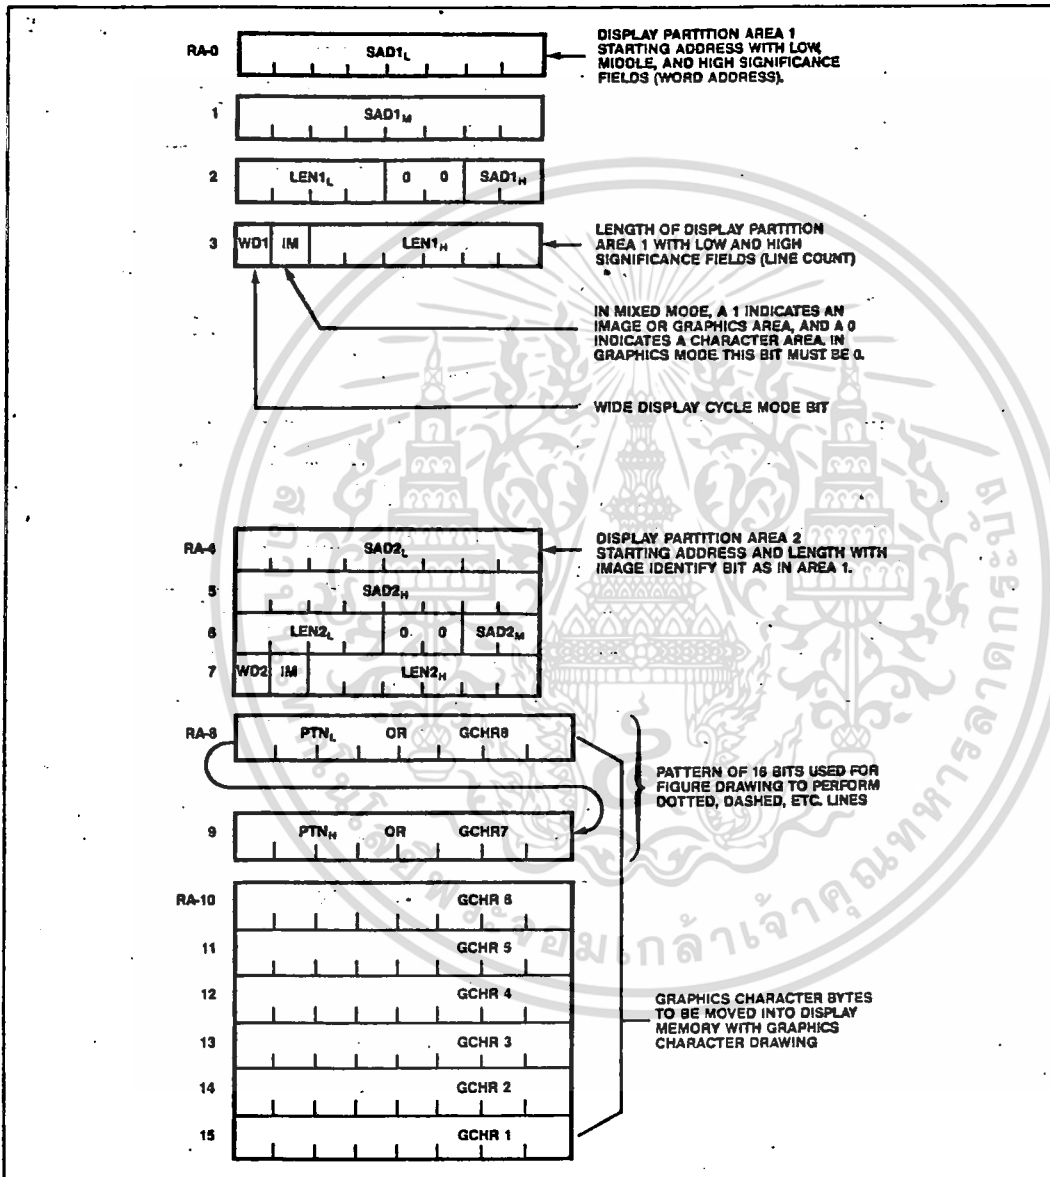 RA-0 SAD1L
DISPLAY PARTITION AREA 1
STARTING ADDRESS WITH LOW,
MIDDLE, AND HIGH SIGNIFICANCE
FIELDS (WORD ADDRESS).
1 SAD1M
2 LEN1L 0 0 SAD1H
3 WD1 IM LEN1H
LENGTH OF DISPLAY PARTITION
AREA 1 WITH LOW AND HIGH
SIGNIFICANCE FIELDS (LINE COUNT)
IN MIXED MODE, A 1 INDICATES AN
IMAGE OR GRAPHICS AREA, AND A 0
INDICATES A CHARACTER AREA. IN
GRAPHICS MODE THIS BIT MUST BE 0.
WIDE DISPLAY CYCLE MODE BIT
RA-4 SAD2L
DISPLAY PARTITION AREA 2
STARTING ADDRESS AND LENGTH WITH
IMAGE IDENTIFY BIT AS IN AREA 1.
5 SAD2H
6 LEN2L 0 0 SAD2M
7 WD2 IM LEN2H
RA-8 PTNL OR GCHR8
PATTERN OF 16 BITS USED FOR
FIGURE DRAWING TO PERFORM
DOTTED, DASHED, ETC. LINES
9 PTNH OR GCHR7
RA-10 GCHR 6
11 GCHR 5
12 GCHR 4
13 GCHR 3
14 GCHR 2
15 GCHR 1
GRAPHICS CHARACTER BYTES
TO BE MOVED INTO DISPLAY
MEMORY WITH GRAPHICS
CHARACTER DRAWING